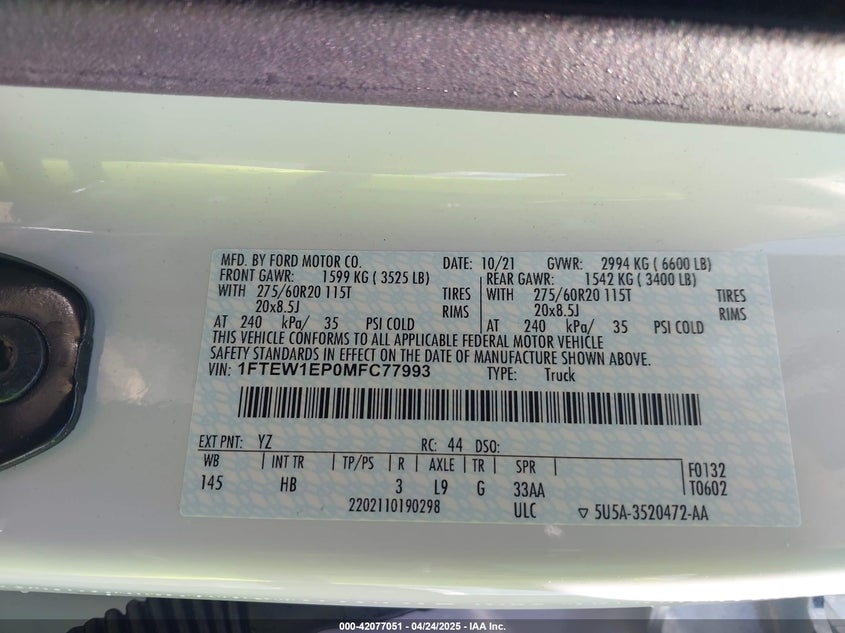 MFD. BY FORD MOTOR CO. DATE: 10/21 GVWR: 2994 KG ( 6600 LB)
FRONT GAWR: 1599 KG ( 3525 LB) REAR GAWR: 1542 KG ( 3400 LB)
WITH 275/60R20 115T TIRES WITH 275/60R20 115T TIRES
20x8.5J RIMS 20x8.5J RIMS
AT 240 kPa/ 35 PSI COLD AT 240 kPa/ 35 PSI COLD
THIS VEHICLE CONFORMS TO ALL APPLICABLE FEDERAL MOTOR VEHICLE
SAFETY STANDARDS IN EFFECT ON THE DATE OF MANUFACTURE SHOWN ABOVE.
VIN: 1FTEW1EP0MFC77993 TYPE: Truck
EXT PNT: YZ RC: 44 DSO:
WB INT TR TP/PS R AXLE TR SPR F0132
145 HB 3 L9 G 33AA T0602
2202110190298 ULC ▽ 5U5A-3520472-AA
000-42077051 - 04/24/2025 - IAA Inc.